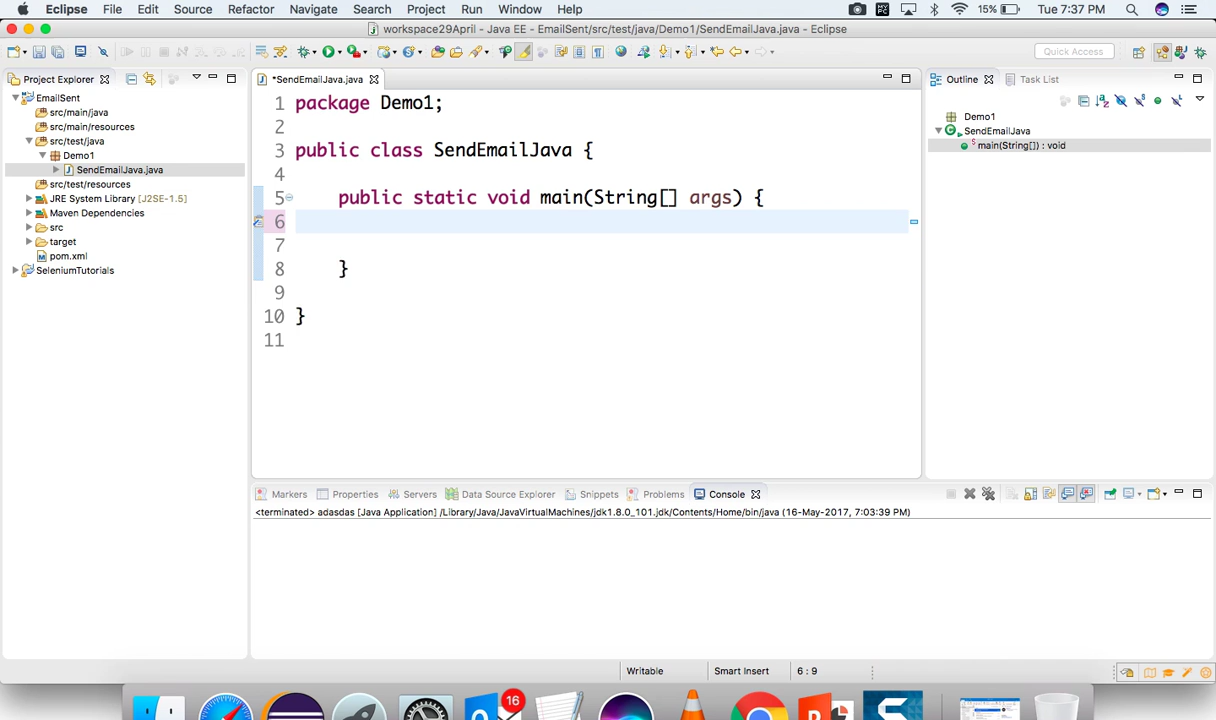 Eclipse File Edit Source Refactor Navigate Search Project Run Window Help 15% Tue 7:37 PM
workspace29April - Java EE - EmailSent/src/test/java/Demo1/SendEmailJava.java - Eclipse
Quick Access
Project Explorer
*SendEmailJava.java
Outline Task List
EmailSent
src/main/java
src/main/resources
src/test/java
Demo1
SendEmailJava.java
src/test/resources
JRE System Library [J2SE-1.5]
Maven Dependencies
src
target
pom.xml
SeleniumTutorials
1 package Demo1;
2
3 public class SendEmailJava {
4
5 public static void main(String[] args) {
6
7
8 }
9
10 }
11
Demo1
SendEmailJava
S main(String[]) : void
Markers Properties Servers Data Source Explorer Snippets Problems Console
<terminated> adasdas [Java Application] /Library/Java/JavaVirtualMachines/jdk1.8.0_101.jdk/Contents/Home/bin/java (16-May-2017, 7:03:39 PM)
Writable Smart Insert 6 : 9
16